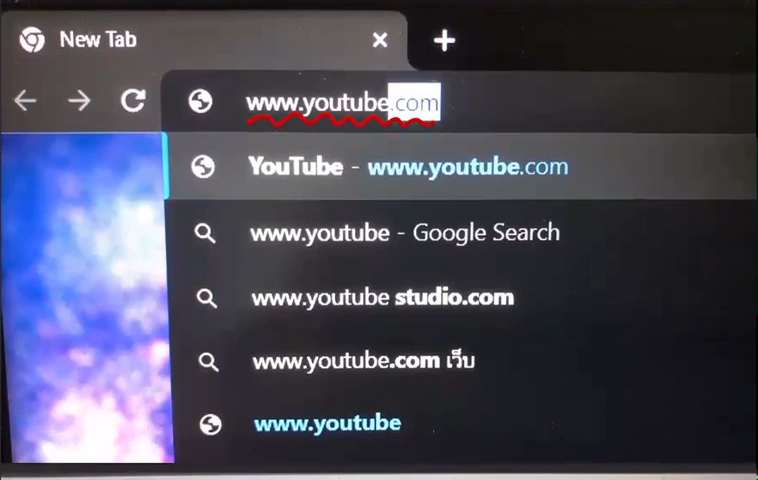 New Tab
www.youtube.com
YouTube - www.youtube.com
www.youtube - Google Search
www.youtube studio.com
www.youtube.com เว็บ
www.youtube